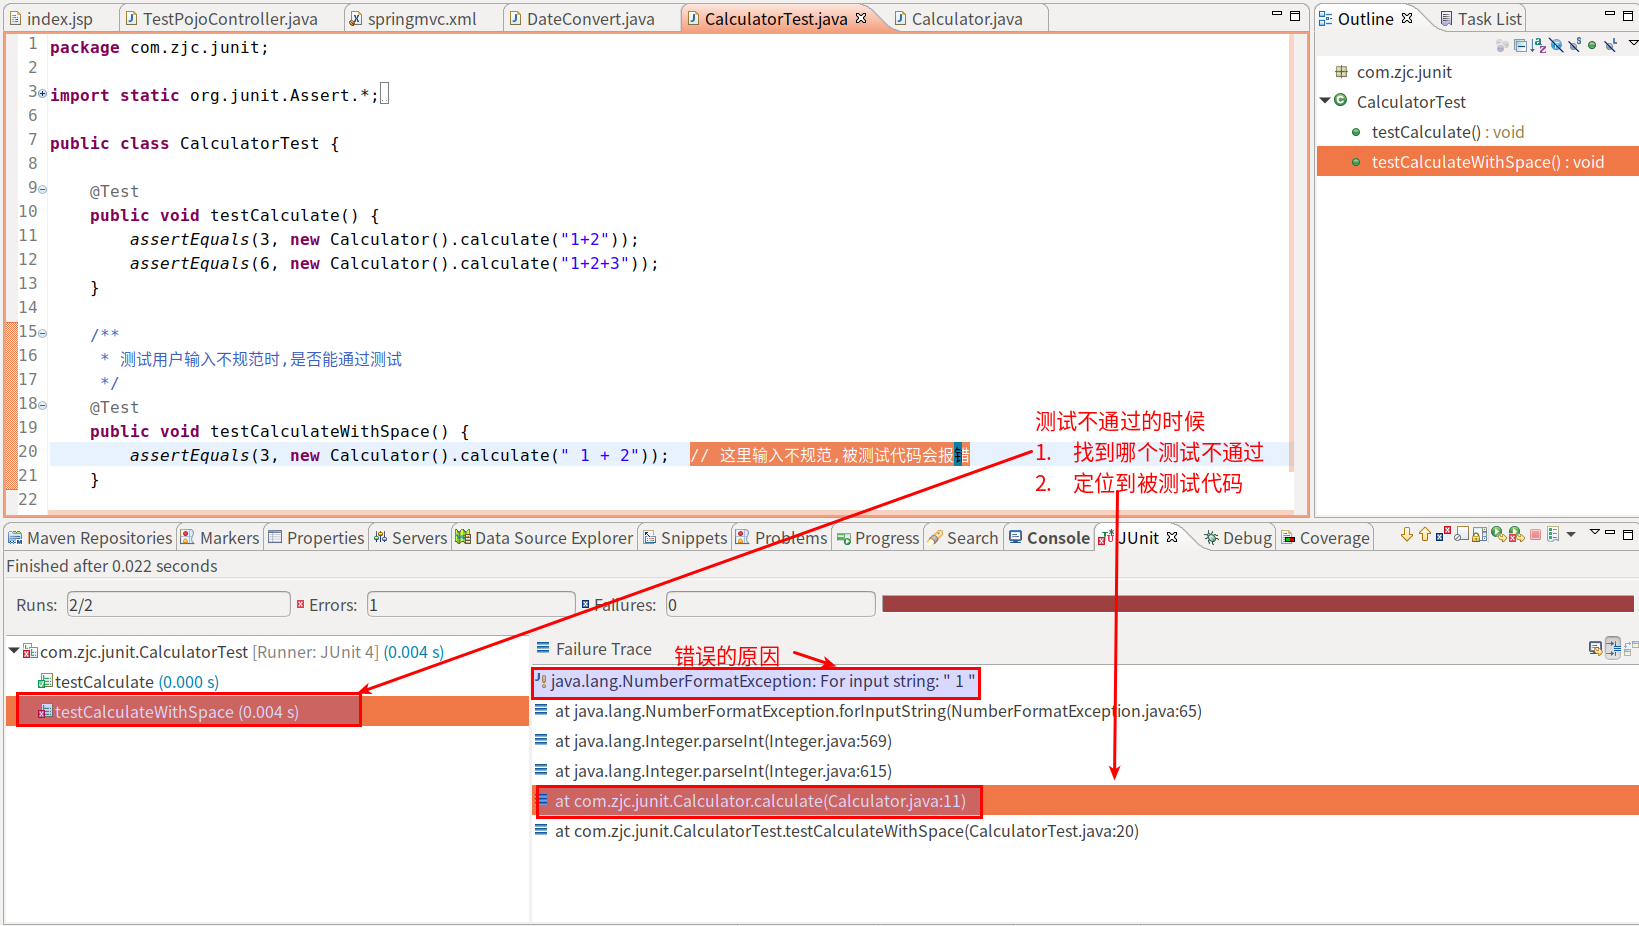 index.jsp
TestPojoController.java
springmvc.xml
DateConvert.java
CalculatorTest.java
Calculator.java
1 package com.zjc.junit;
2
3 import static org.junit.Assert.*;
6
7 public class CalculatorTest {
8
9 @Test
10 public void testCalculate() {
11 assertEquals(3, new Calculator().calculate("1+2"));
12 assertEquals(6, new Calculator().calculate("1+2+3"));
13 }
14
15 /**
16 * 测试用户输入不规范时,是否能通过测试
17 */
18 @Test
19 public void testCalculateWithSpace() {
20 assertEquals(3, new Calculator().calculate(" 1 + 2")); // 这里输入不规范,被测试代码会报错
21 }
22
测试不通过的时候
1. 找到哪个测试不通过
2. 定位到被测试代码
Outline
Task List
com.zjc.junit
CalculatorTest
testCalculate() : void
testCalculateWithSpace() : void
Maven Repositories
Markers
Properties
Servers
Data Source Explorer
Snippets
Problems
Progress
Search
Console
JUnit
Debug
Coverage
Finished after 0.022 seconds
Runs: 2/2
Errors: 1
Failures: 0
com.zjc.junit.CalculatorTest [Runner: JUnit 4] (0.004 s)
testCalculate (0.000 s)
testCalculateWithSpace (0.004 s)
Failure Trace
错误的原因
java.lang.NumberFormatException: For input string: " 1 "
at java.lang.NumberFormatException.forInputString(NumberFormatException.java:65)
at java.lang.Integer.parseInt(Integer.java:569)
at java.lang.Integer.parseInt(Integer.java:615)
at com.zjc.junit.Calculator.calculate(Calculator.java:11)
at com.zjc.junit.CalculatorTest.testCalculateWithSpace(CalculatorTest.java:20)